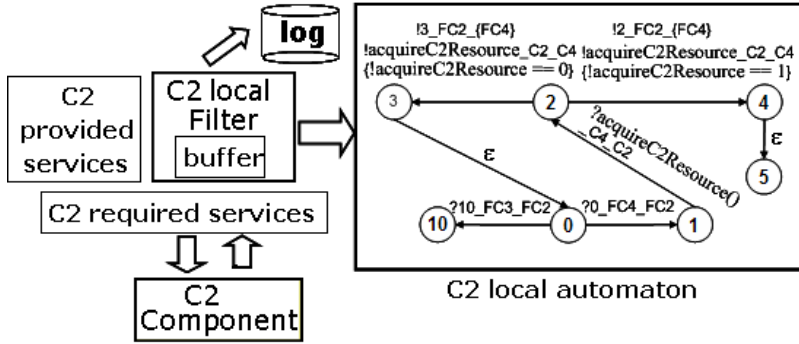 log
C2
provided
services
C2 local
Filter
buffer
C2 required services
C2
Component
!3_FC2_{FC4}
!acquireC2Resource_C2_C4
{!acquireC2Resource == 0}
!2_FC2_{FC4}
!acquireC2Resource_C2_C4
{!acquireC2Resource == 1}
3
2
4
?acquireC2Resource()
_C4_C2
ε
ε
5
?10_FC3_FC2
?0_FC4_FC2
10
0
1
C2 local automaton